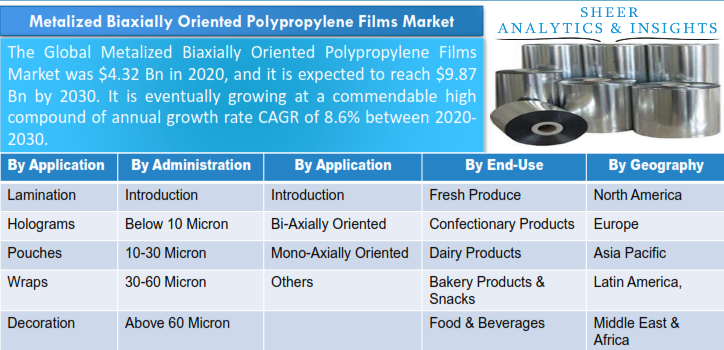 Metalized Biaxially Oriented Polypropylene Films Market
SHEER
ANALYTICS & INSIGHTS
The Global Metalized Biaxially Oriented Polypropylene Films
Market was $4.32 Bn in 2020, and it is expected to reach $9.87
Bn by 2030. It is eventually growing at a commendable high
compound of annual growth rate CAGR of 8.6% between 2020-
2030.
By Application By Administration By Application By End-Use By Geography
Lamination Introduction Introduction Fresh Produce North America
Holograms Below 10 Micron Bi-Axially Oriented Confectionary Products Europe
Pouches 10-30 Micron Mono-Axially Oriented Dairy Products Asia Pacific
Wraps 30-60 Micron Others Bakery Products & Latin America,
Snacks
Decoration Above 60 Micron Food & Beverages Middle East &
Africa